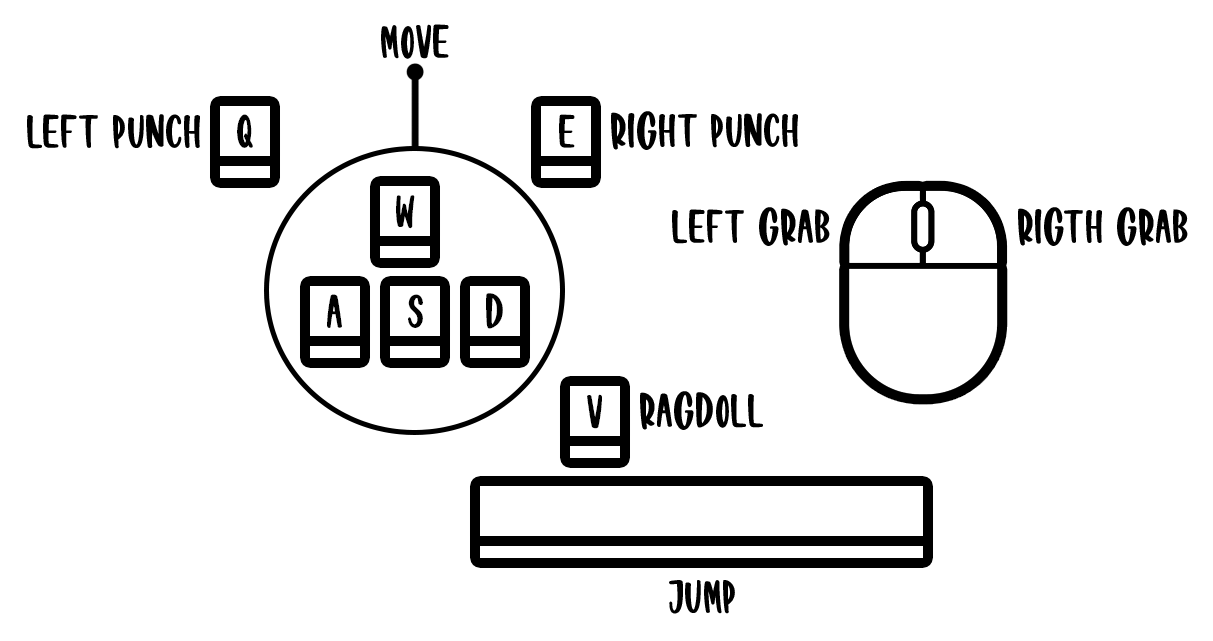 MOVE
LEFT PUNCH Q
E RIGHT PUNCH
W
A S D
LEFT GRAB
RIGTH GRAB
V RAGDOLL
JUMP